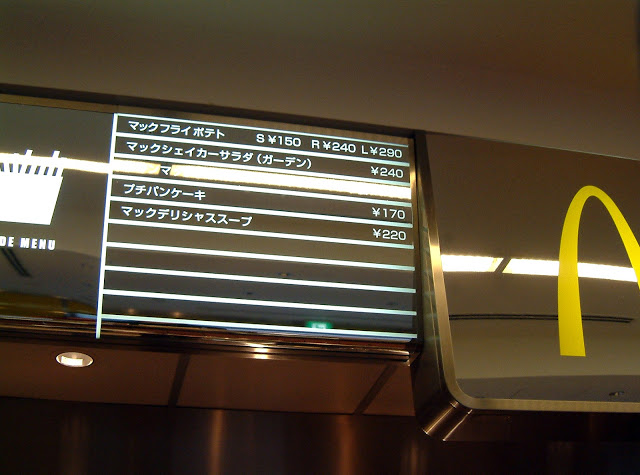 マックフライポテト S ¥150 R ¥240 L ¥290
マックシェイカーサラダ (ガーデン) ¥240
マ
プチパンケーキ ¥170
マックデリシャススープ ¥220
DE MENU